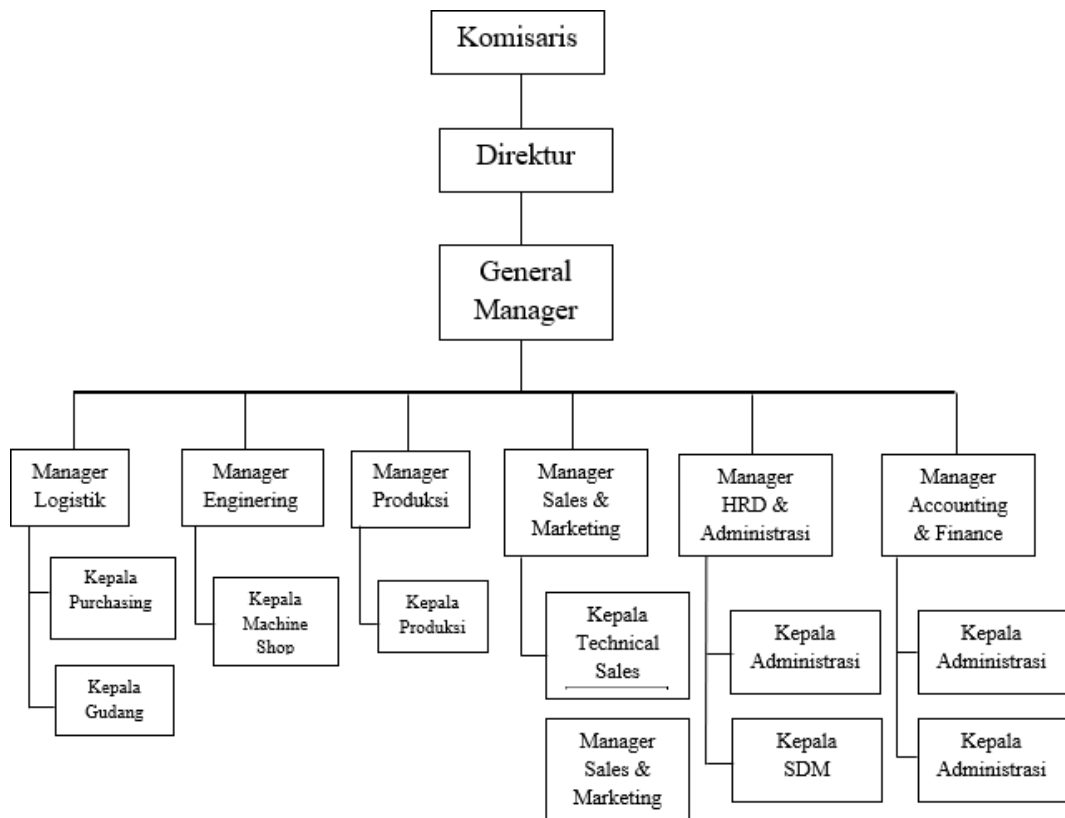 Komisaris
Direktur
General
Manager
Manager
Logistik
Manager
Enginering
Manager
Produksi
Manager
Sales &
Marketing
Manager
HRD &
Administrasi
Manager
Accounting
& Finance
Kepala
Purchasing
Kepala
Machine
Shop
Kepala
Produksi
Kepala
Technical
Sales
Kepala
Administrasi
Kepala
Administrasi
Kepala
Gudang
Manager
Sales &
Marketing
Kepala
SDM
Kepala
Administrasi